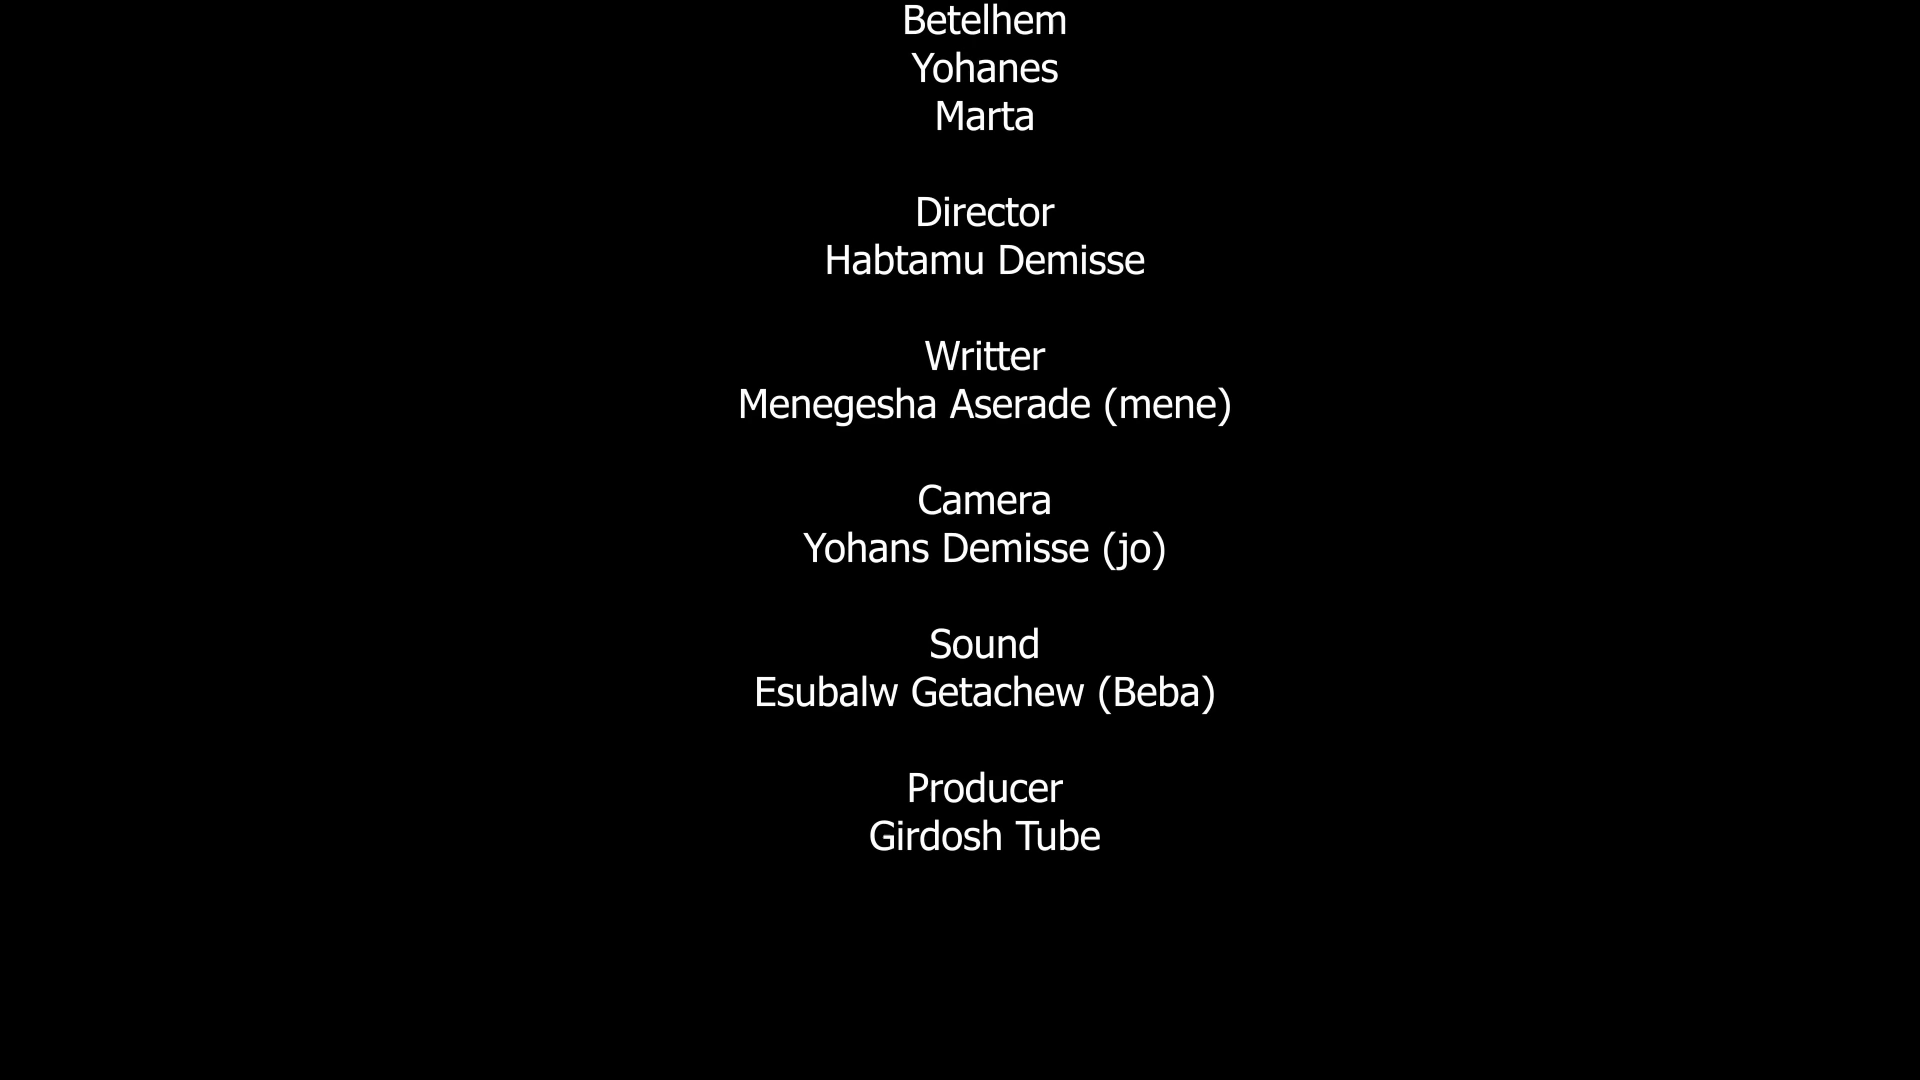 Betelhem
Yohanes
Marta
Director
Habtamu Demisse
Writter
Menegesha Aserade (mene)
Camera
Yohans Demisse (jo)
Sound
Esubalw Getachew (Beba)
Producer
Girdosh Tube